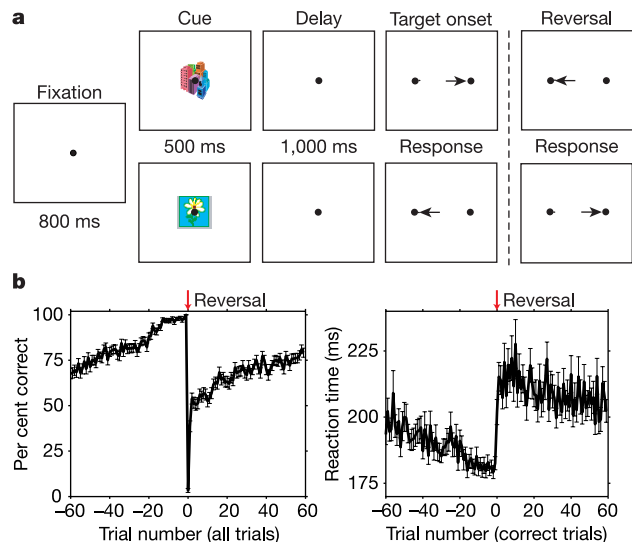 a
Cue Delay Target onset Reversal
Fixation
500 ms 1,000 ms Response Response
800 ms
b
Reversal
Per cent correct
100
75
50
25
0
−60 −40 −20 0 20 40 60
Trial number (all trials)
Reversal
Reaction time (ms)
225
200
175
−60 −40 −20 0 20 40 60
Trial number (correct trials)